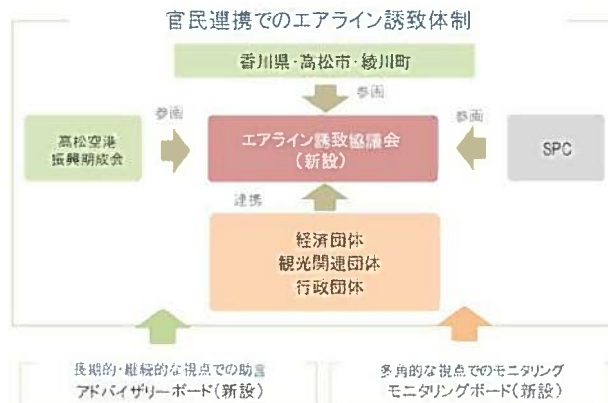 官民連携でのエアライン誘致体制
香川県・高松市・綾川町
参画
参画
参画
高松空港
振興期成会
エアライン誘致協議会
(新設)
SPC
連携
経済団体
観光関連団体
行政団体
長期的・継続的な視点での助言
アドバイザリーボード(新設)
多角的な視点でのモニタリング
モニタリングボード(新設)